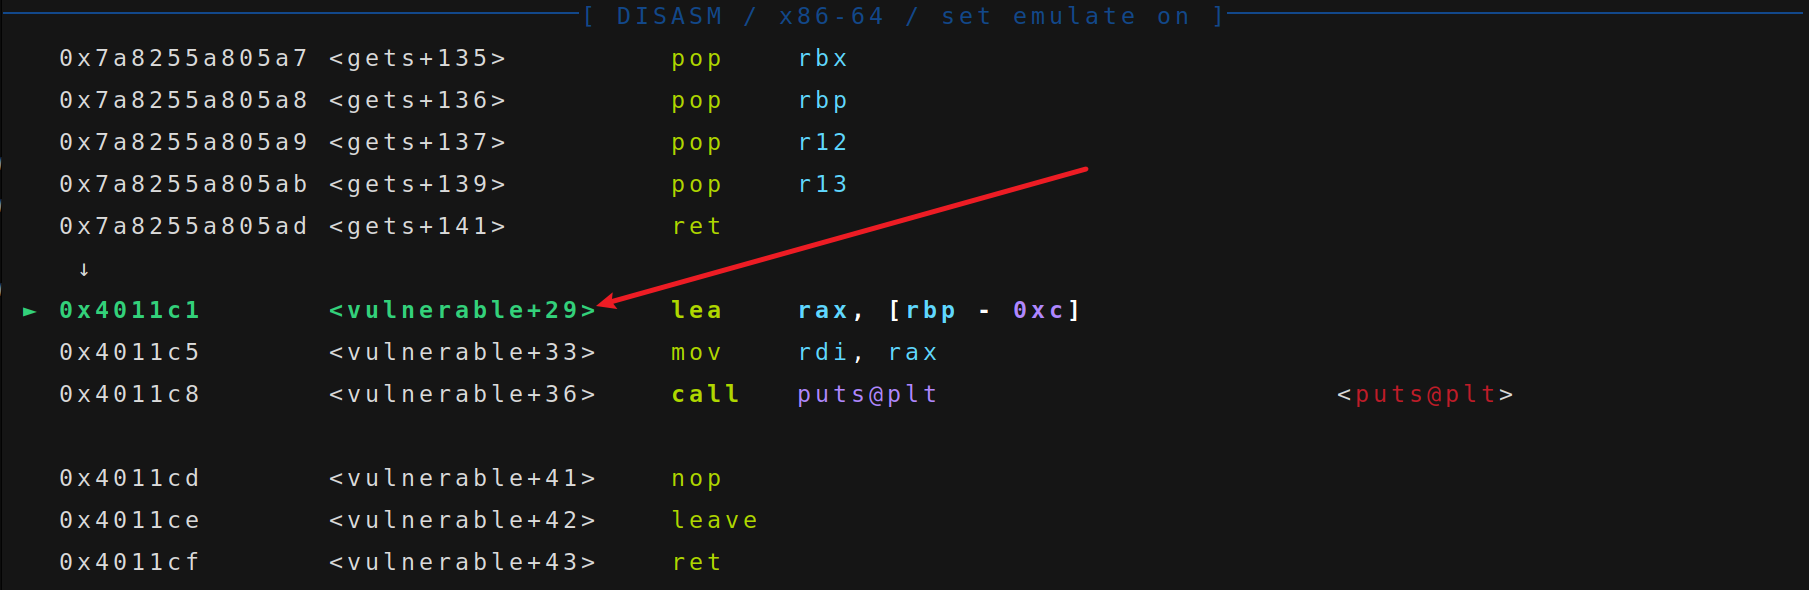 [ DISASM / x86-64 / set emulate on ]
0x7a8255a805a7 <gets+135> pop rbx
0x7a8255a805a8 <gets+136> pop rbp
0x7a8255a805a9 <gets+137> pop r12
0x7a8255a805ab <gets+139> pop r13
0x7a8255a805ad <gets+141> ret
↓
► 0x4011c1 <vulnerable+29> lea rax, [rbp - 0xc]
0x4011c5 <vulnerable+33> mov rdi, rax
0x4011c8 <vulnerable+36> call puts@plt <puts@plt>
0x4011cd <vulnerable+41> nop
0x4011ce <vulnerable+42> leave
0x4011cf <vulnerable+43> ret